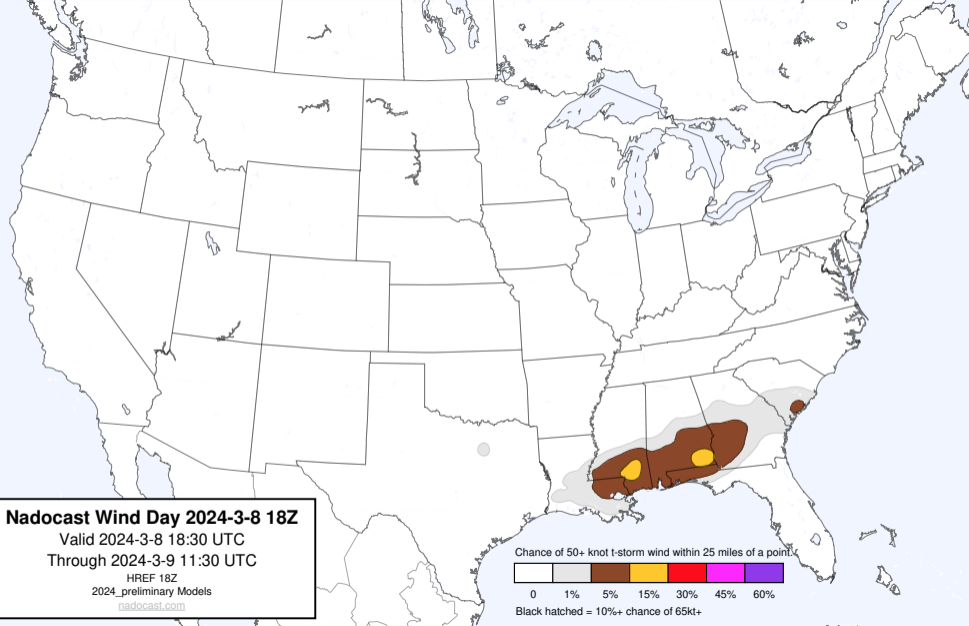 Nadocast Wind Day 2024-3-8 18Z
Valid 2024-3-8 18:30 UTC
Through 2024-3-9 11:30 UTC
HREF 18Z
2024_preliminary Models
nadocast.com
Chance of 50+ knot t-storm wind within 25 miles of a point.
0 1% 5% 15% 30% 45% 60%
Black hatched = 10%+ chance of 65kt+